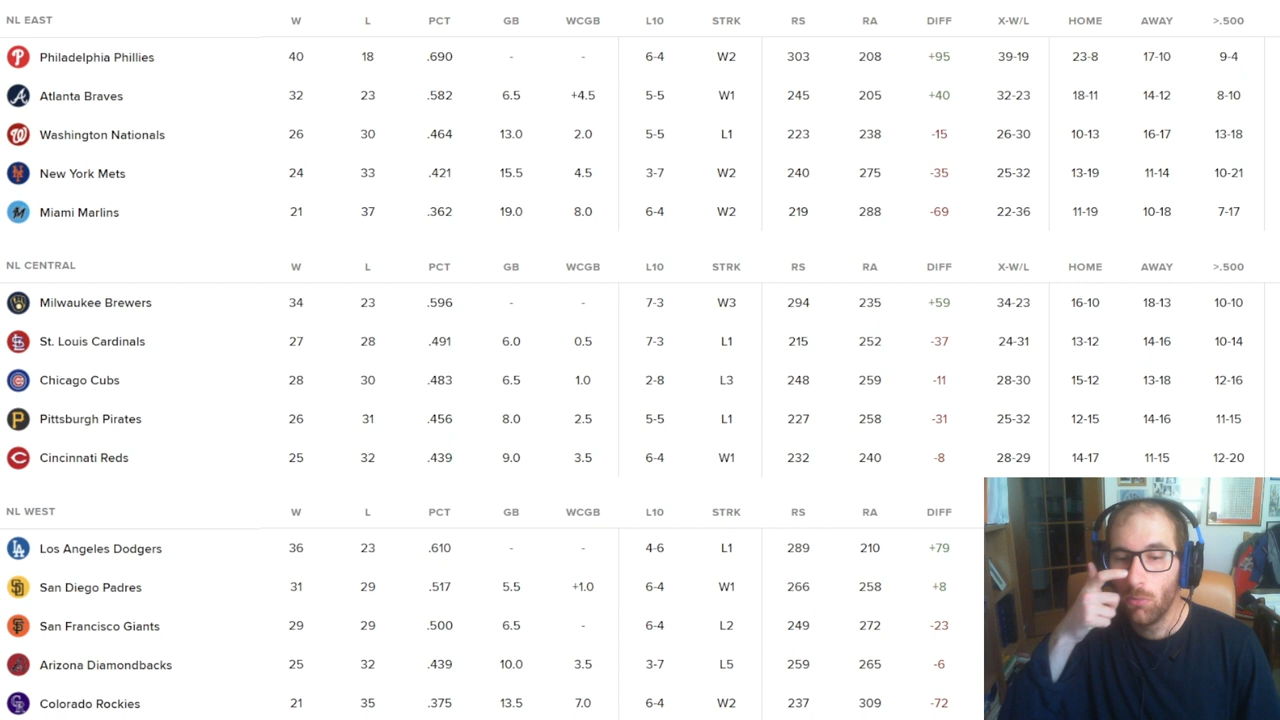 NL EAST W L PCT GB WCGB L10 STRK RS RA DIFF X-W/L HOME AWAY >.500
Philadelphia Phillies 40 18 .690 - - 6-4 W2 303 208 +95 39-19 23-8 17-10 9-4
Atlanta Braves 32 23 .582 6.5 +4.5 5-5 W1 245 205 +40 32-23 18-11 14-12 8-10
Washington Nationals 26 30 .464 13.0 2.0 5-5 L1 223 238 -15 26-30 10-13 16-17 13-18
New York Mets 24 33 .421 15.5 4.5 3-7 W2 240 275 -35 25-32 13-19 11-14 10-21
Miami Marlins 21 37 .362 19.0 8.0 6-4 W2 219 288 -69 22-36 11-19 10-18 7-17
NL CENTRAL W L PCT GB WCGB L10 STRK RS RA DIFF X-W/L HOME AWAY >.500
Milwaukee Brewers 34 23 .596 - - 7-3 W3 294 235 +59 34-23 16-10 18-13 10-10
St. Louis Cardinals 27 28 .491 6.0 0.5 7-3 L1 215 252 -37 24-31 13-12 14-16 10-14
Chicago Cubs 28 30 .483 6.5 1.0 2-8 L3 248 259 -11 28-30 15-12 13-18 12-16
Pittsburgh Pirates 26 31 .456 8.0 2.5 5-5 L1 227 258 -31 25-32 12-15 14-16 11-15
Cincinnati Reds 25 32 .439 9.0 3.5 6-4 W1 232 240 -8 28-29 14-17 11-15 12-20
NL WEST W L PCT GB WCGB L10 STRK RS RA DIFF
Los Angeles Dodgers 36 23 .610 - - 4-6 L1 289 210 +79
San Diego Padres 31 29 .517 5.5 +1.0 6-4 W1 266 258 +8
San Francisco Giants 29 29 .500 6.5 - 6-4 L2 249 272 -23
Arizona Diamondbacks 25 32 .439 10.0 3.5 3-7 L5 259 265 -6
Colorado Rockies 21 35 .375 13.5 7.0 6-4 W2 237 309 -72